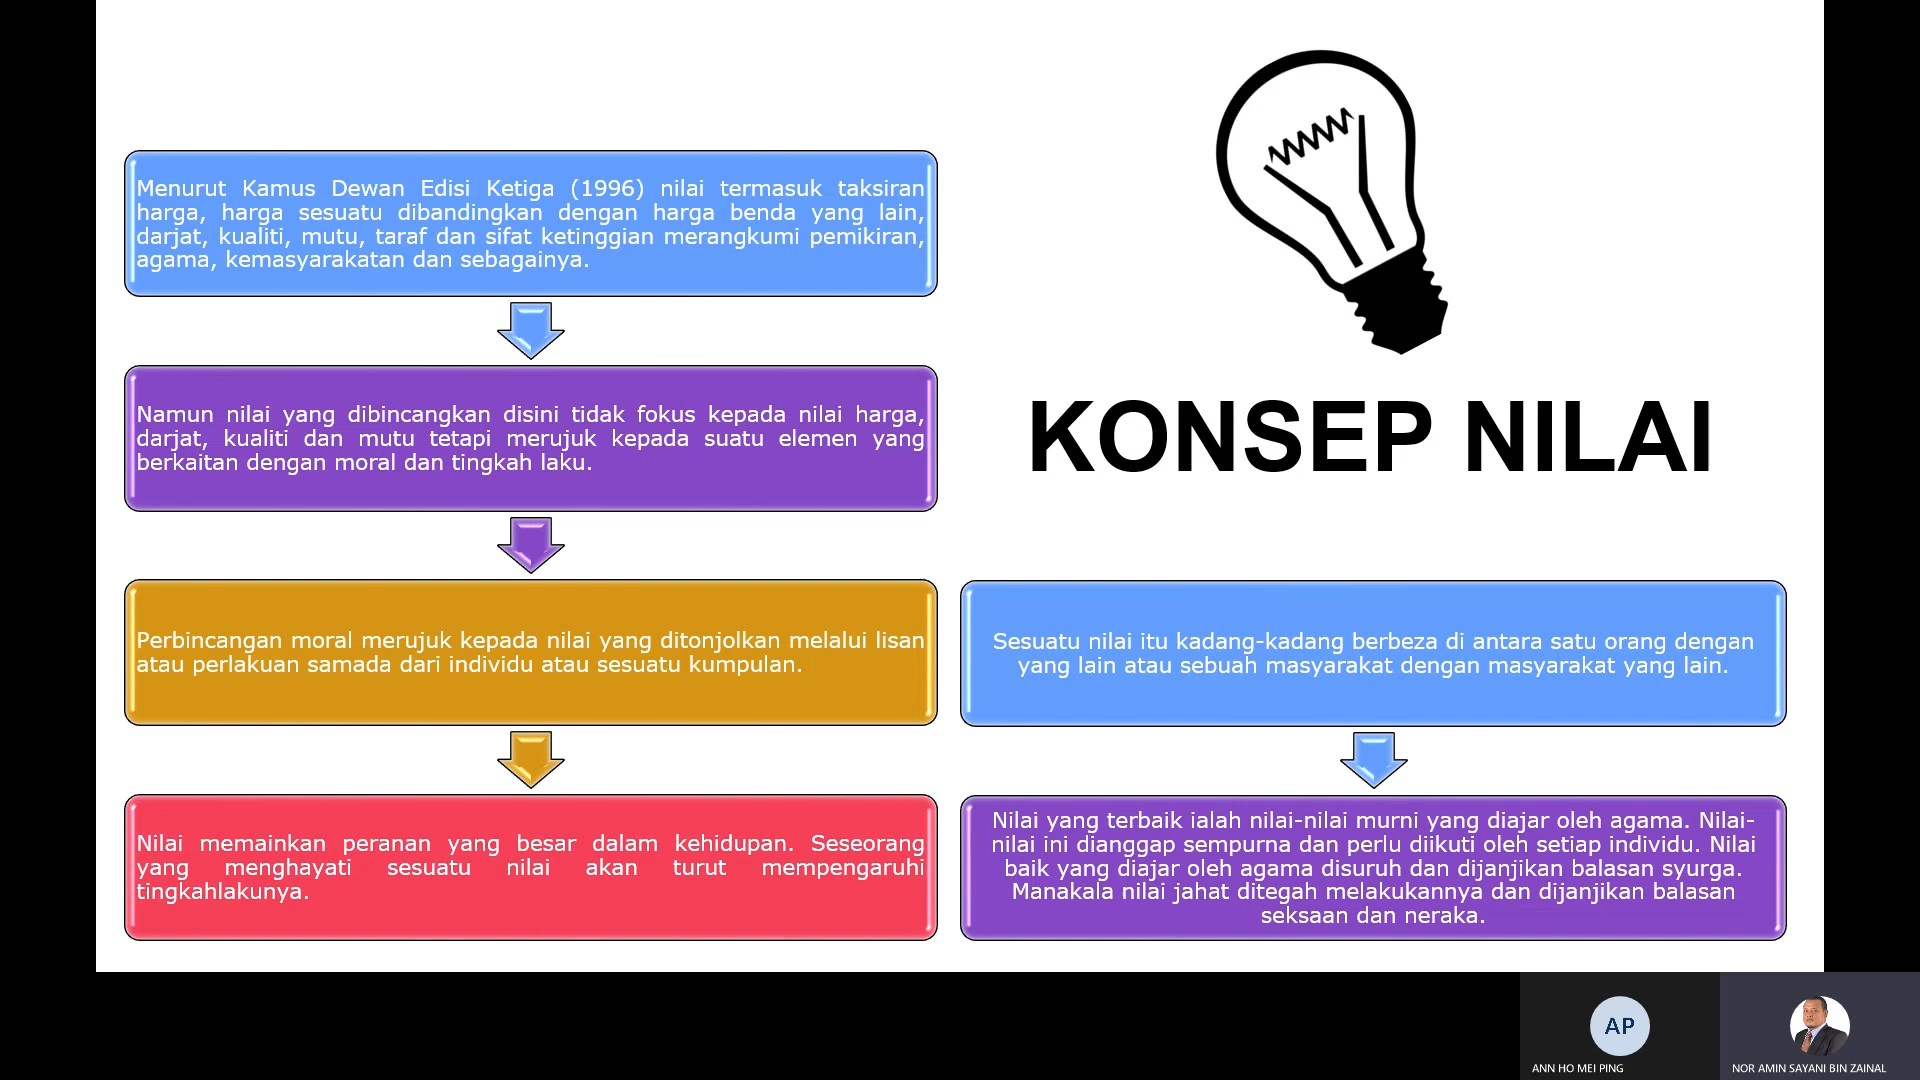 Menurut Kamus Dewan Edisi Ketiga (1996) nilai termasuk taksiran
harga, harga sesuatu dibandingkan dengan harga benda yang lain,
darjat, kualiti, mutu, taraf dan sifat ketinggian merangkumi pemikiran,
agama, kemasyarakatan dan sebagainya.
Namun nilai yang dibincangkan disini tidak fokus kepada nilai harga,
darjat, kualiti dan mutu tetapi merujuk kepada suatu elemen yang
berkaitan dengan moral dan tingkah laku.
Perbincangan moral merujuk kepada nilai yang ditonjolkan melalui lisan
atau perlakuan samada dari individu atau sesuatu kumpulan.
Nilai memainkan peranan yang besar dalam kehidupan. Seseorang
yang menghayati sesuatu nilai akan turut mempengaruhi
tingkahlakunya.
KONSEP NILAI
Sesuatu nilai itu kadang-kadang berbeza di antara satu orang dengan
yang lain atau sebuah masyarakat dengan masyarakat yang lain.
Nilai yang terbaik ialah nilai-nilai murni yang diajar oleh agama. Nilai-
nilai ini dianggap sempurna dan perlu diikuti oleh setiap individu. Nilai
baik yang diajar oleh agama disuruh dan dijanjikan balasan syurga.
Manakala nilai jahat ditegah melakukannya dan dijanjikan balasan
seksaan dan neraka.
AP
ANN HO MEI PING
NOR AMIN SAYANI BIN ZAINAL